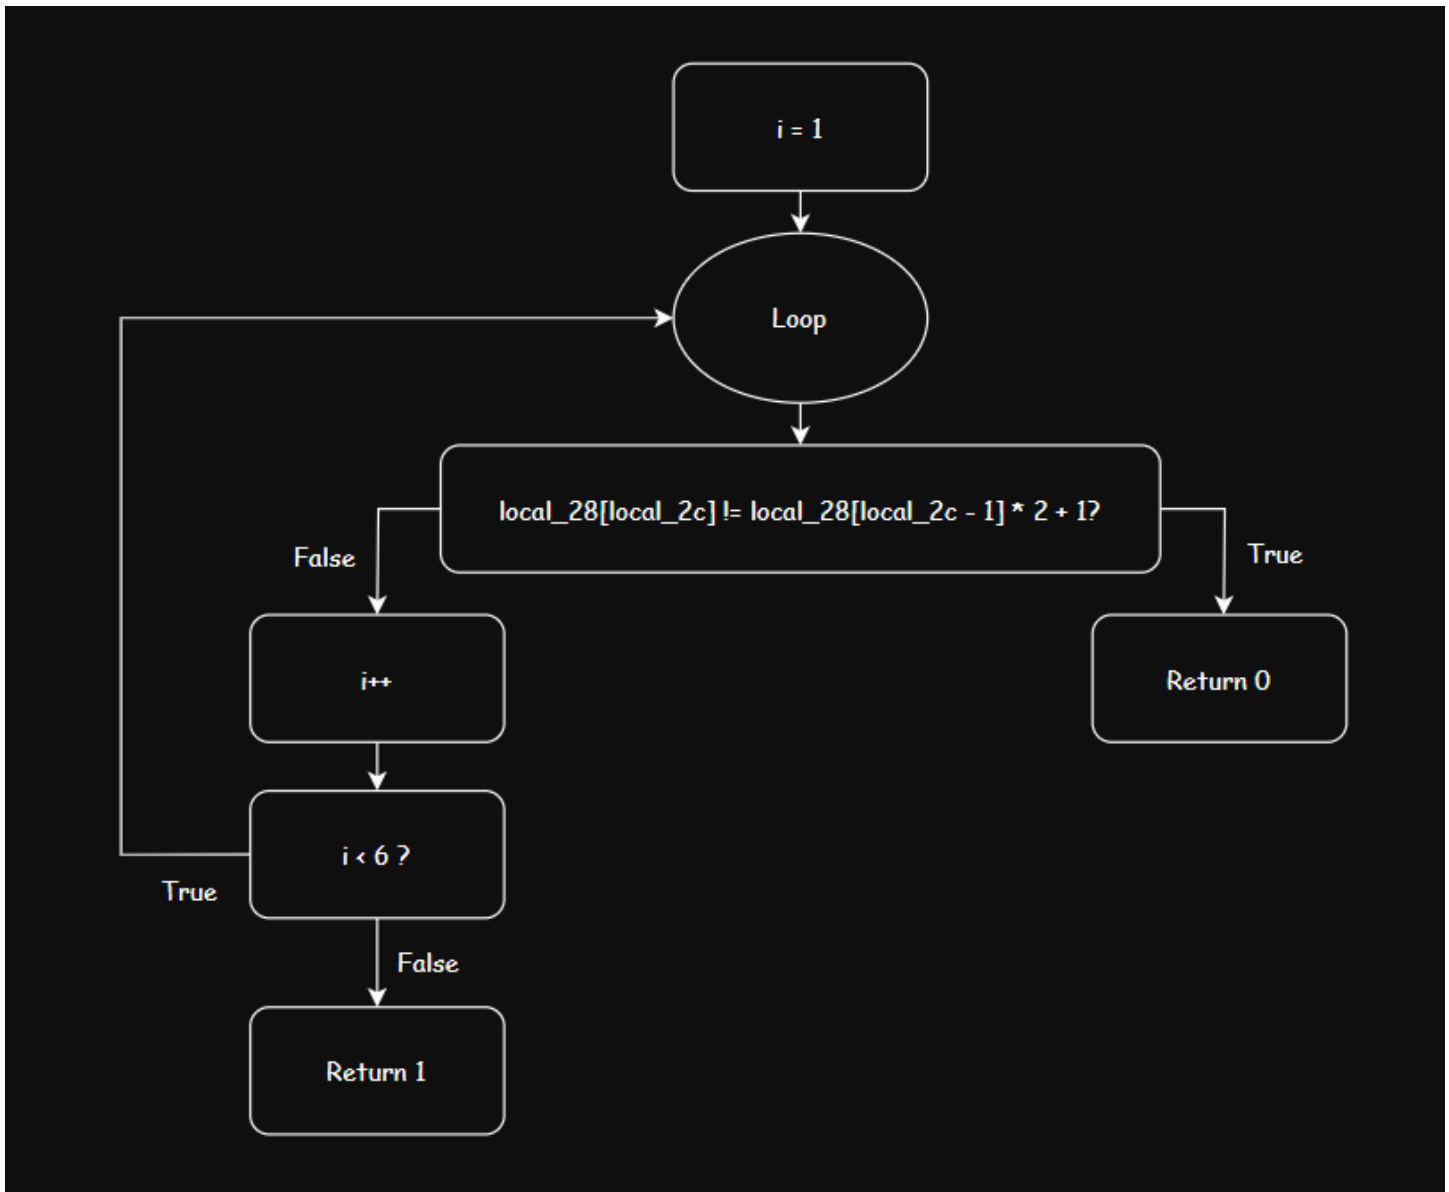 i = 1
Loop
local_28[local_2c] != local_28[local_2c - 1] * 2 + 1?
False
True
i++
Return 0
i < 6 ?
True
False
Return 1